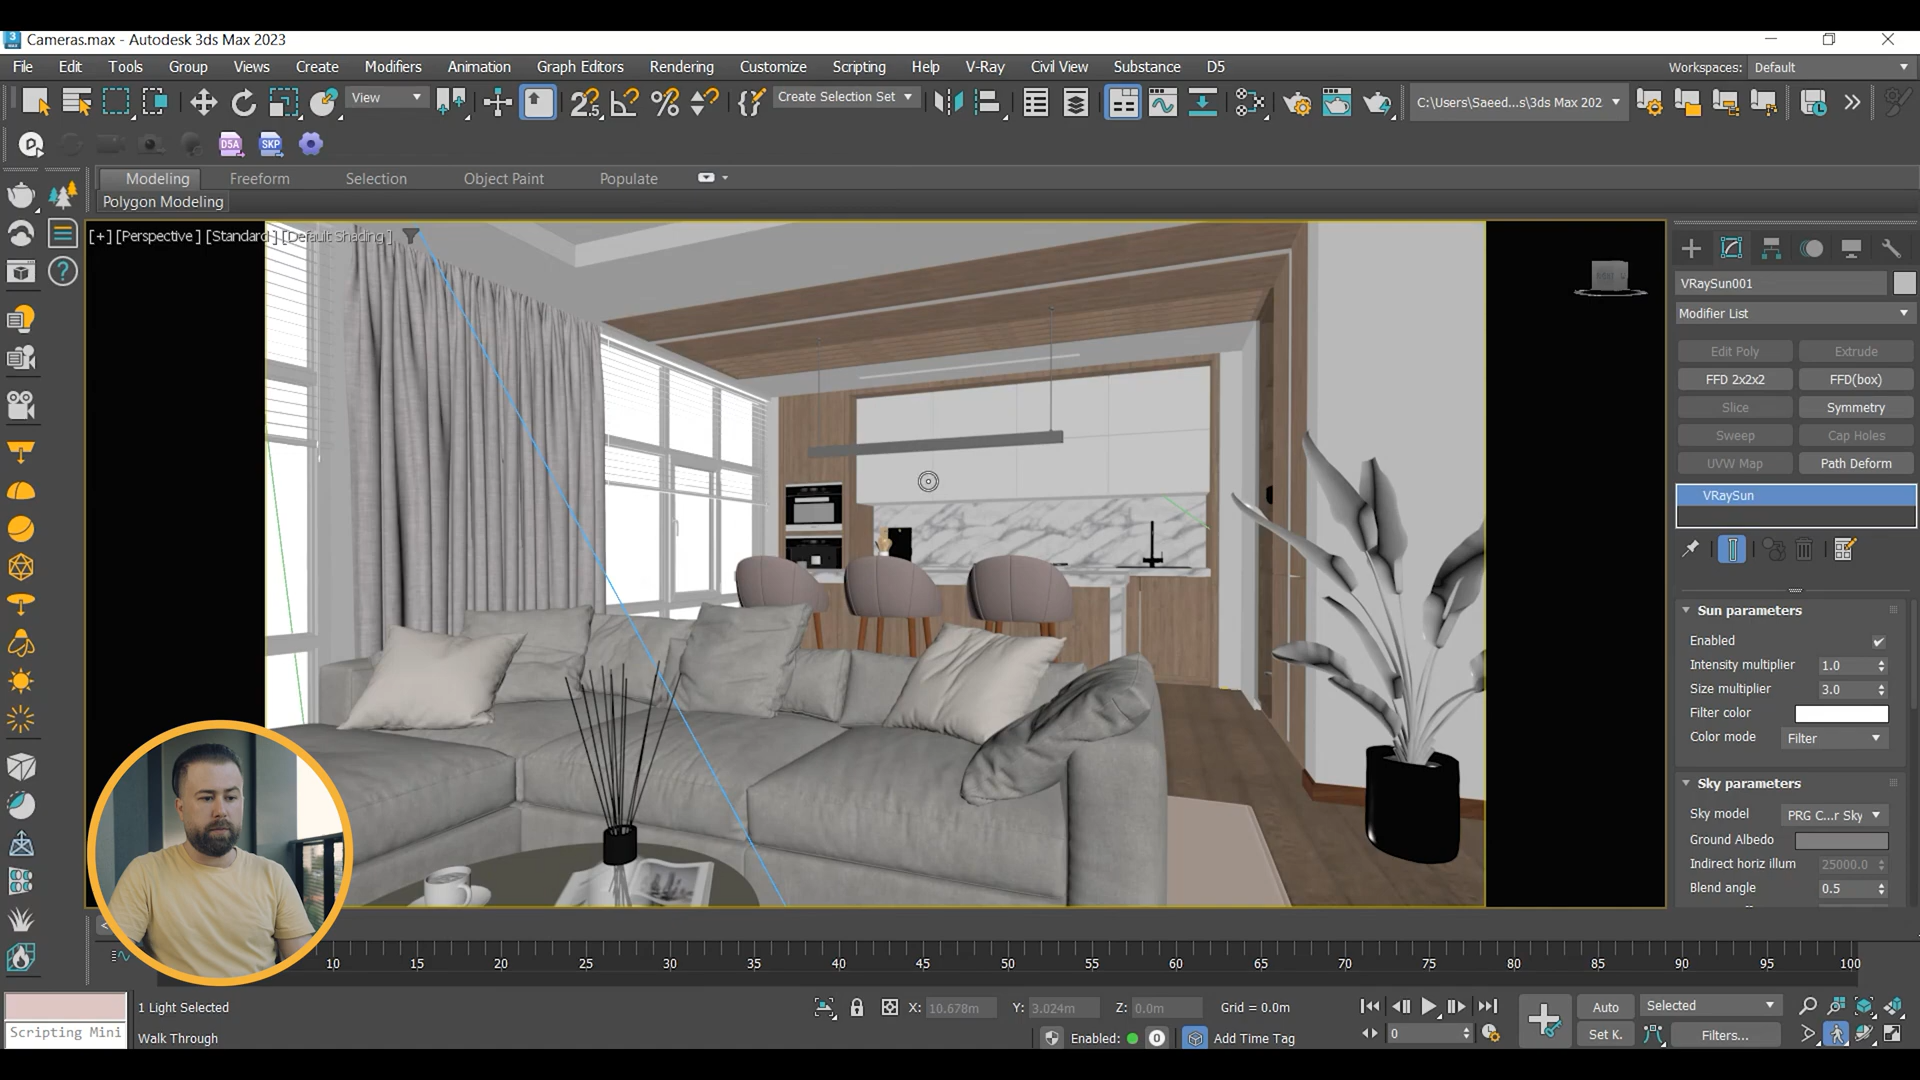 Cameras.max - Autodesk 3ds Max 2023
File Edit Tools Group Views Create Modifiers Animation Graph Editors Rendering Customize Scripting Help V-Ray Civil View Substance D5 Workspaces: Default
View Create Selection Set C:\Users\Saeed...s\3ds Max 202
D5A SKP
Modeling Freeform Selection Object Paint Populate
Polygon Modeling
[+] [Perspective ] [Standard ] [Default Shading ]
VRaySun001
Modifier List
Edit Poly Extrude
FFD 2x2x2 FFD(box)
Slice Symmetry
Sweep Cap Holes
UVW Map Path Deform
VRaySun
Sun parameters
Enabled
Intensity multiplier 1.0
Size multiplier 3.0
Filter color
Color mode Filter
Sky parameters
Sky model PRG C...r Sky
Ground Albedo
Indirect horiz illum 25000.0
Blend angle 0.5
10 15 20 25 30 35 40 45 50 55 60 65 70 75 80 85 90 95 100
1 Light Selected X: 10.678m Y: 3.024m Z: 0.0m Grid = 0.0m Auto Selected
Scripting Mini Walk Through Enabled: 0 Add Time Tag 0 Set K. Filters...